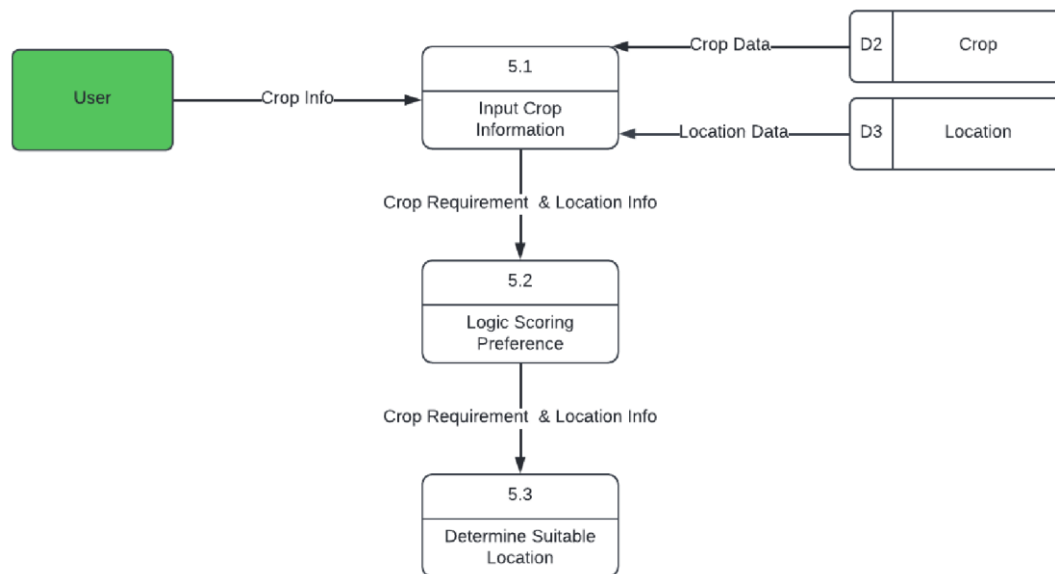 User
Crop Info
5.1
Input Crop
Information
Crop Data
D2
Crop
Location Data
D3
Location
Crop Requirement & Location Info
5.2
Logic Scoring
Preference
Crop Requirement & Location Info
5.3
Determine Suitable
Location